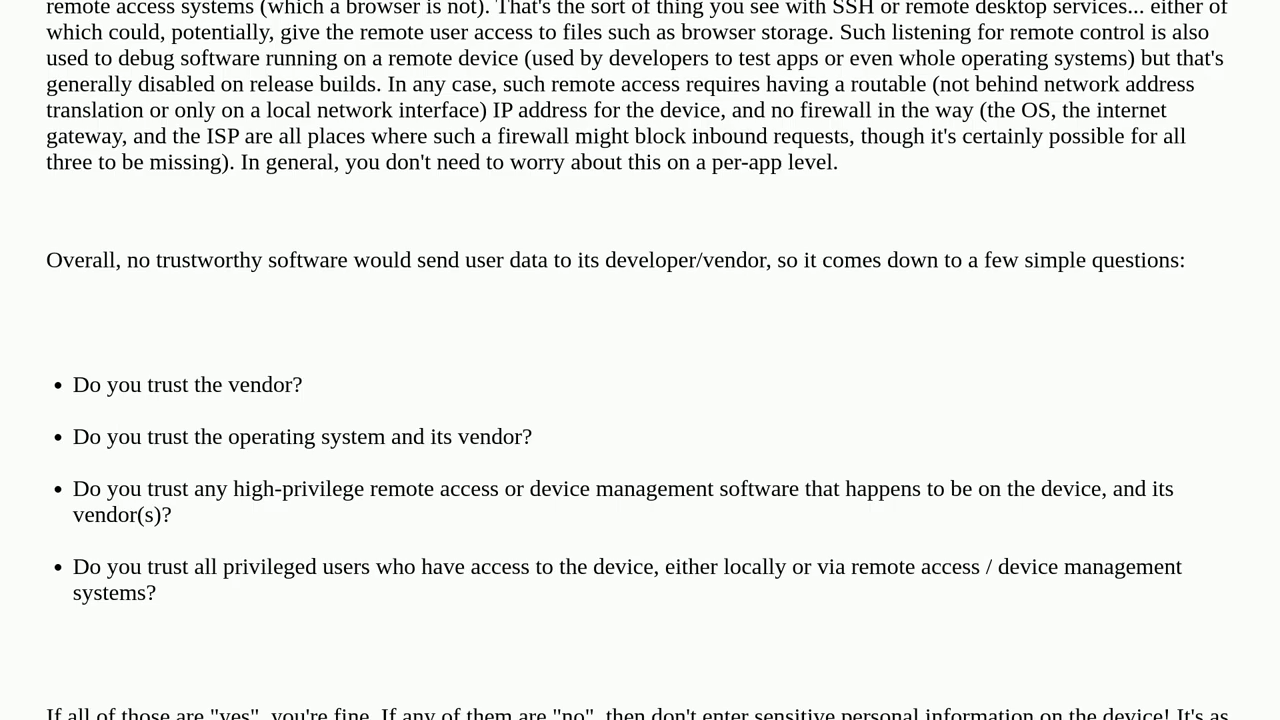 remote access systems (which a browser is not). That's the sort of thing you see with SSH or remote desktop services... either of
which could, potentially, give the remote user access to files such as browser storage. Such listening for remote control is also
used to debug software running on a remote device (used by developers to test apps or even whole operating systems) but that's
generally disabled on release builds. In any case, such remote access requires having a routable (not behind network address
translation or only on a local network interface) IP address for the device, and no firewall in the way (the OS, the internet
gateway, and the ISP are all places where such a firewall might block inbound requests, though it's certainly possible for all
three to be missing). In general, you don't need to worry about this on a per-app level.
Overall, no trustworthy software would send user data to its developer/vendor, so it comes down to a few simple questions:
• Do you trust the vendor?
• Do you trust the operating system and its vendor?
• Do you trust any high-privilege remote access or device management software that happens to be on the device, and its
vendor(s)?
• Do you trust all privileged users who have access to the device, either locally or via remote access / device management
systems?
If all of those are "yes", you're fine. If any of them are "no", then don't enter sensitive personal information on the device! It's as